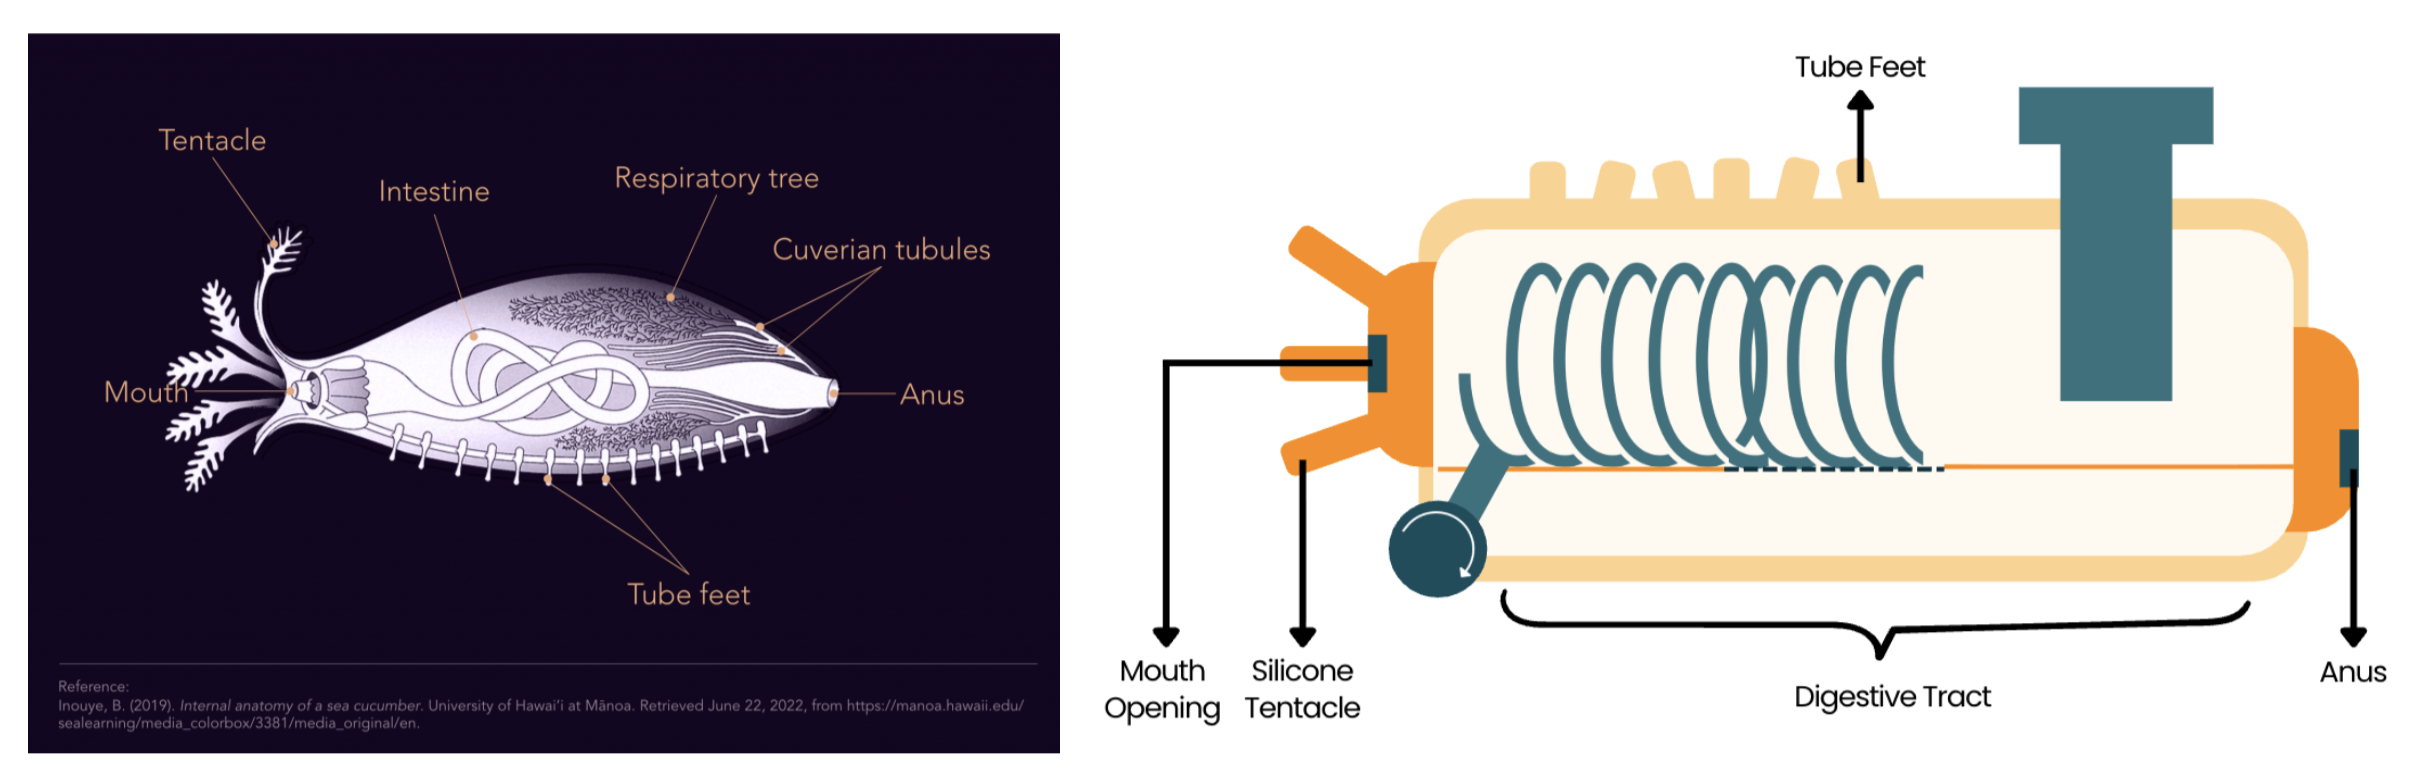 Tentacle
Intestine
Respiratory tree
Cuverian tubules
Mouth
Anus
Tube feet
Reference:
Inouye, B. (2019). Internal anatomy of a sea cucumber. University of Hawai‘i at Mānoa. Retrieved June 22, 2022, from https://manoa.hawaii.edu/
sealearning/media_colorbox/3381/media_original/en.
Tube Feet
Mouth
Opening
Silicone
Tentacle
Digestive Tract
Anus